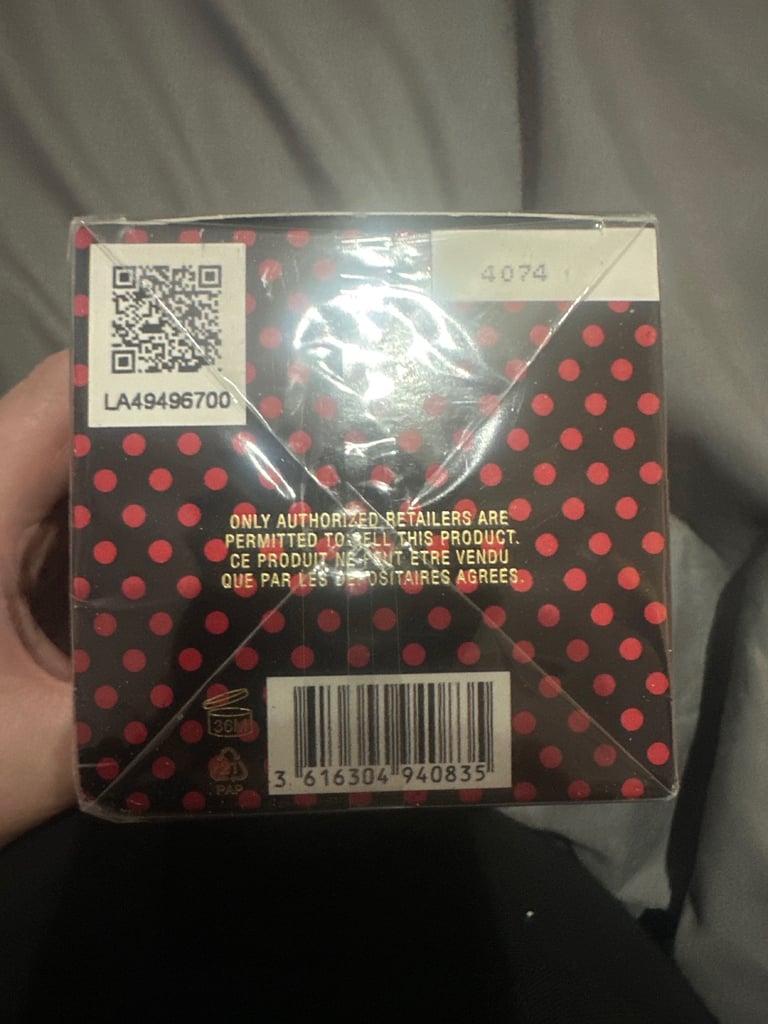 4074
LA49496700
ONLY AUTHORIZED RETAILERS ARE
PERMITTED TO SELL THIS PRODUCT.
CE PRODUIT NE PEUT ETRE VENDU
QUE PAR LES DEPOSITAIRES AGREES.
36M
21
PAP
3 616304 940835